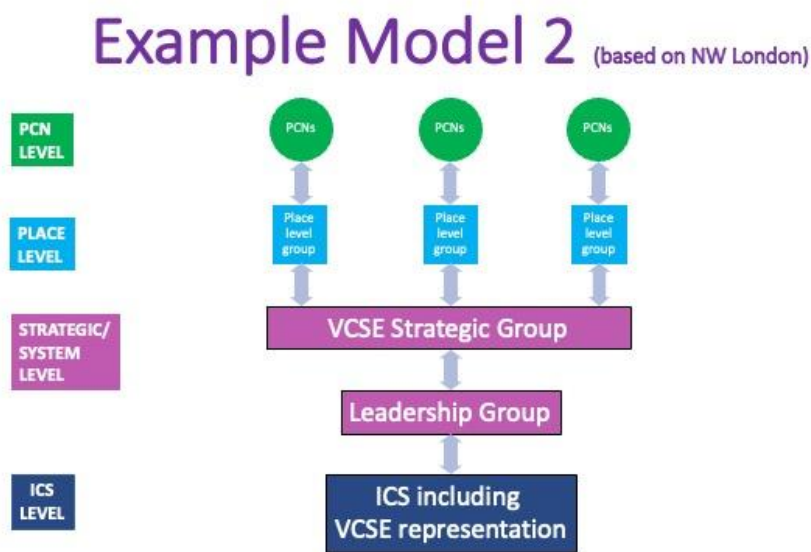 Example Model 2 (based on NW London)
PCN
LEVEL
PCNs
PCNs
PCNs
PLACE
LEVEL
Place
level
group
Place
level
group
Place
level
group
STRATEGIC/
SYSTEM
LEVEL
VCSE Strategic Group
Leadership Group
ICS
LEVEL
ICS including
VCSE representation